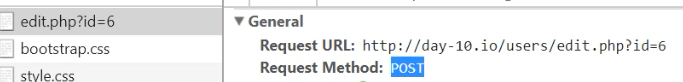 edit.php?id=6
bootstrap.css
style.css
▼ General
Request URL: http://day-10.io/users/edit.php?id=6
Request Method: POST